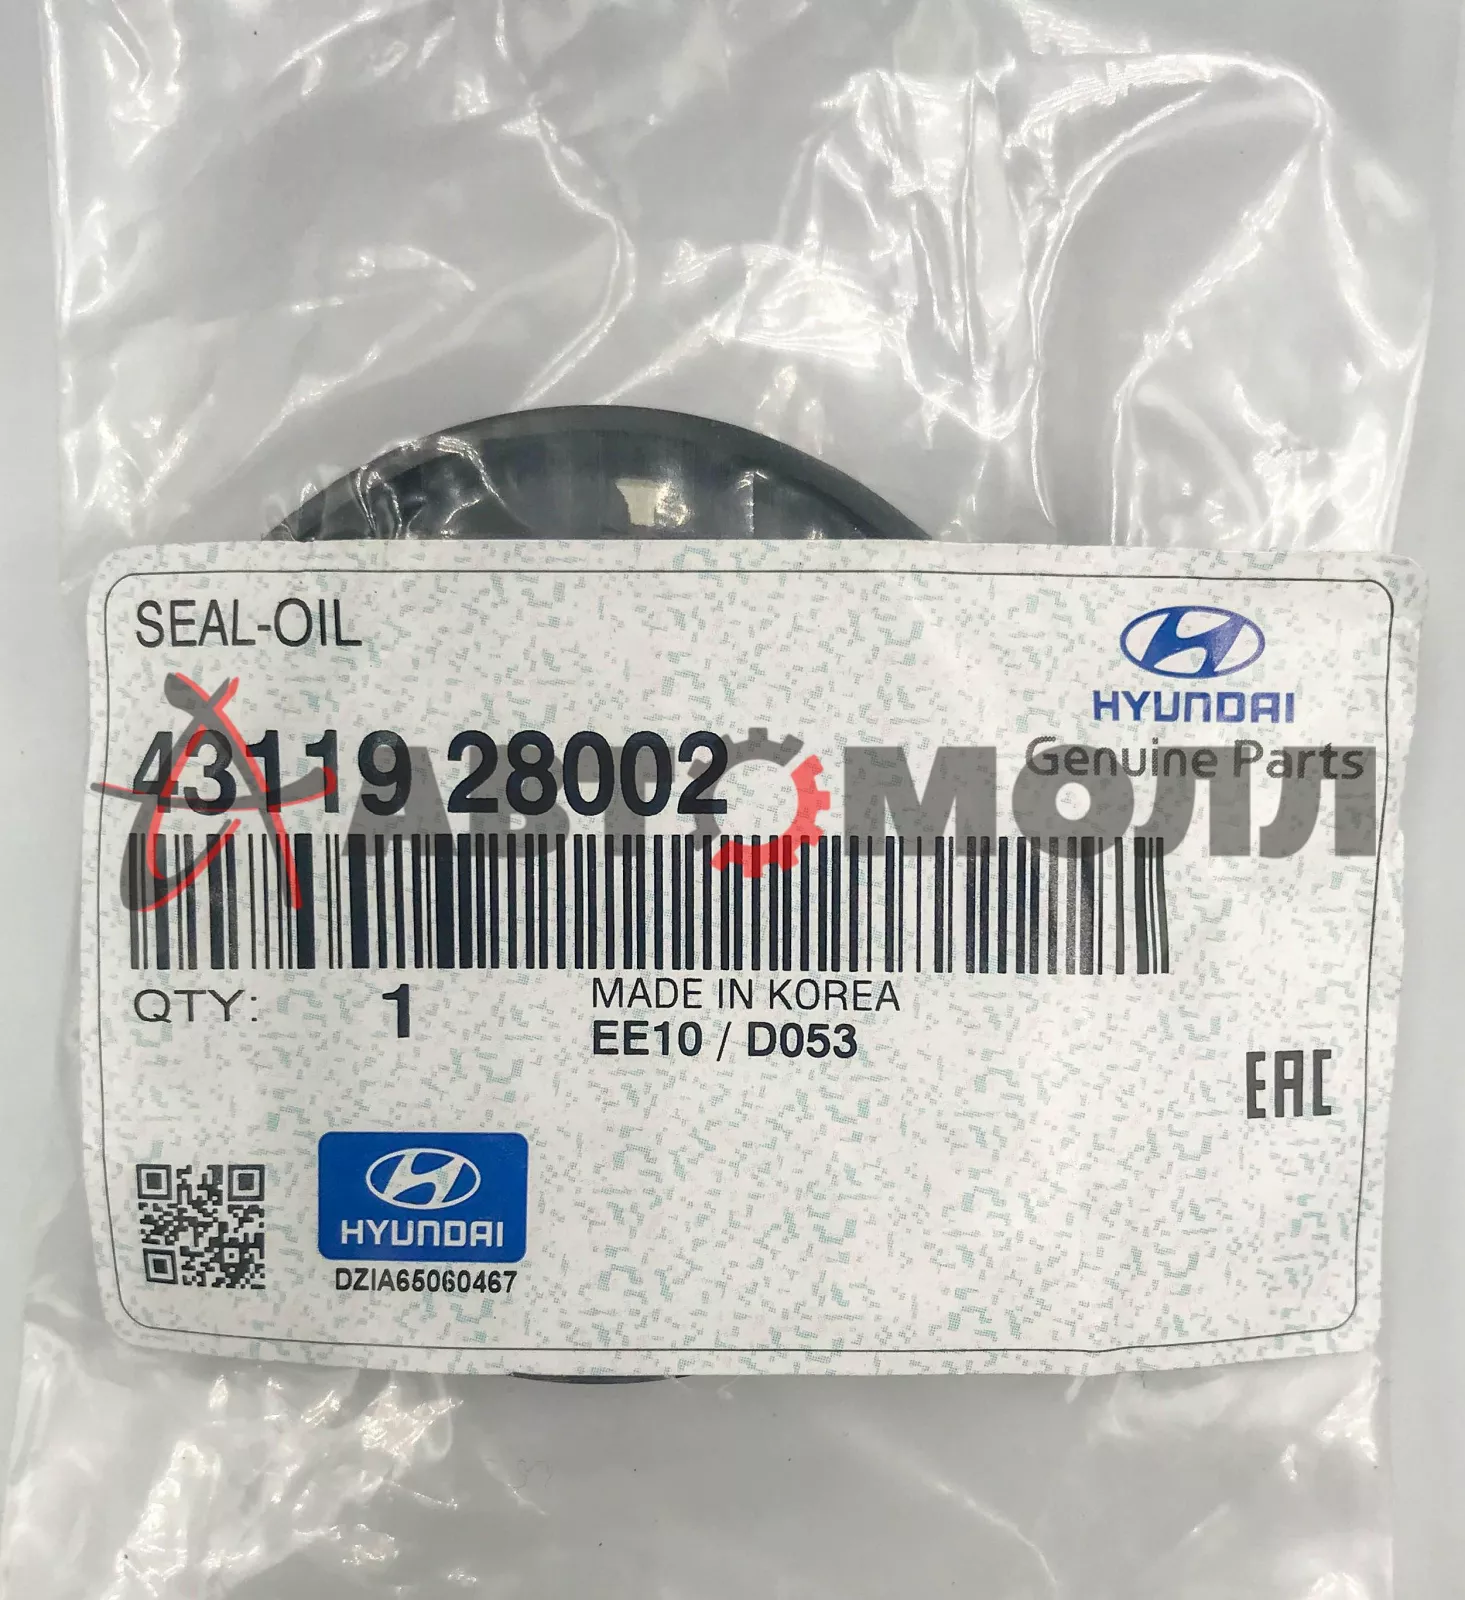 SEAL-OIL
HYUNDAI
Genuine Parts
43119 28002
АВТОМОЛЛ
QTY: 1
MADE IN KOREA
EE10 / D053
EAC
HYUNDAI
DZIA65060467